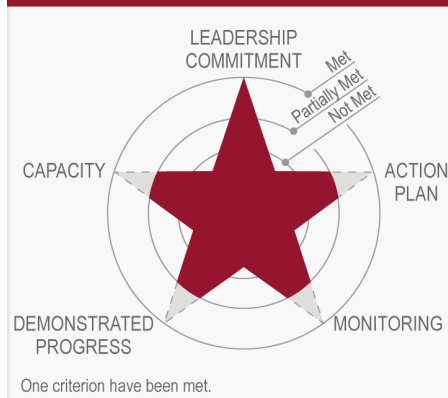 LEADERSHIP
COMMITMENT
Met
Partially Met
Not Met
CAPACITY
ACTION
PLAN
DEMONSTRATED
PROGRESS
MONITORING
One criterion have been met.